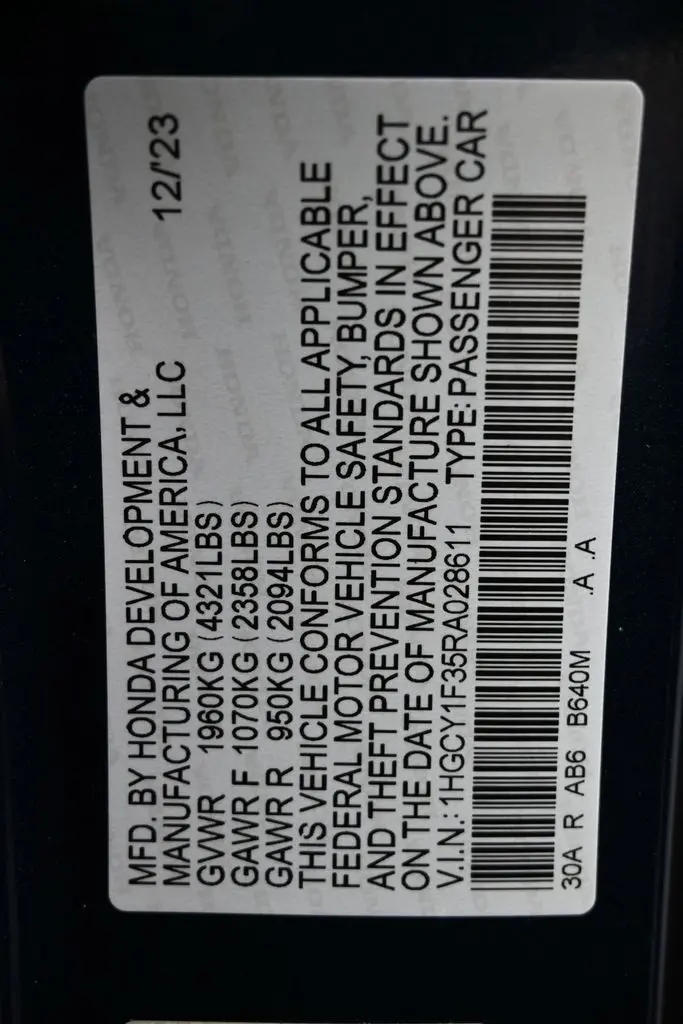 MFD. BY HONDA DEVELOPMENT &
MANUFACTURING OF AMERICA, LLC 12/'23
GVWR 1960KG (4321LBS)
GAWR F 1070KG (2358LBS)
GAWR R 950KG (2094LBS)
THIS VEHICLE CONFORMS TO ALL APPLICABLE
FEDERAL MOTOR VEHICLE SAFETY, BUMPER,
AND THEFT PREVENTION STANDARDS IN EFFECT
ON THE DATE OF MANUFACTURE SHOWN ABOVE.
V.I.N.: 1HGCY1F35RA028611 TYPE: PASSENGER CAR
30A R AB6 B640M .A .A